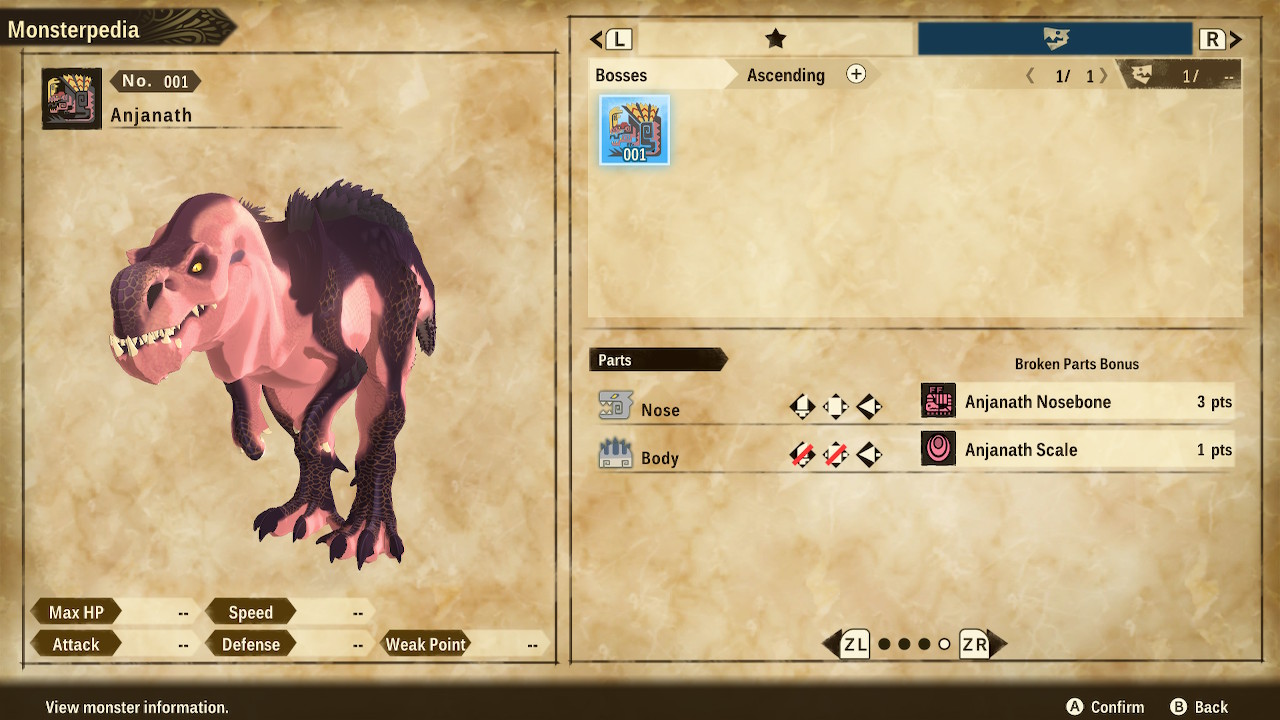 Monsterpedia
No. 001
Anjanath
L
R
Bosses
Ascending
1/ 1
1/ --
001
Parts
Broken Parts Bonus
Nose
Anjanath Nosebone 3 pts
Body
Anjanath Scale 1 pts
Max HP --
Speed --
Attack --
Defense --
Weak Point --
ZL
ZR
View monster information.
A Confirm
B Back